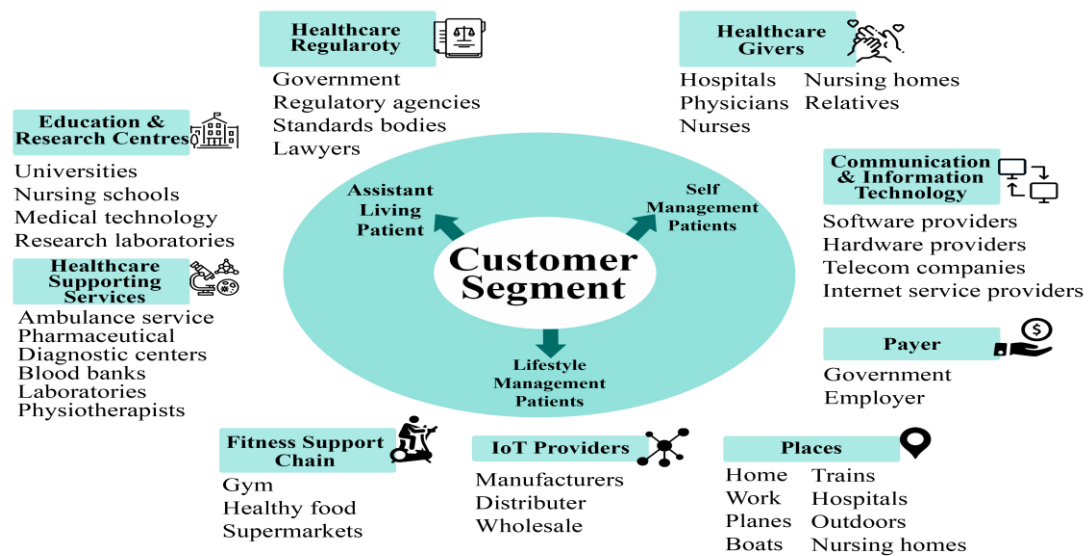 Healthcare
Regularoty
Government
Regulatory agencies
Standards bodies
Lawyers
Healthcare
Givers
Hospitals
Physicians
Nurses
Nursing homes
Relatives
Education &
Research Centres
Universities
Nursing schools
Medical technology
Research laboratories
Communication
& Information
Technology
Software providers
Hardware providers
Telecom companies
Internet service providers
Assistant
Living
Patient
Self
Management
Patients
Customer
Segment
Lifestyle
Management
Patients
Healthcare
Supporting
Services
Ambulance service
Pharmaceutical
Diagnostic centers
Blood banks
Laboratories
Physiotherapists
Payer
Government
Employer
Fitness Support
Chain
Gym
Healthy food
Supermarkets
IoT Providers
Manufacturers
Distributer
Wholesale
Places
Home
Work
Planes
Boats
Trains
Hospitals
Outdoors
Nursing homes